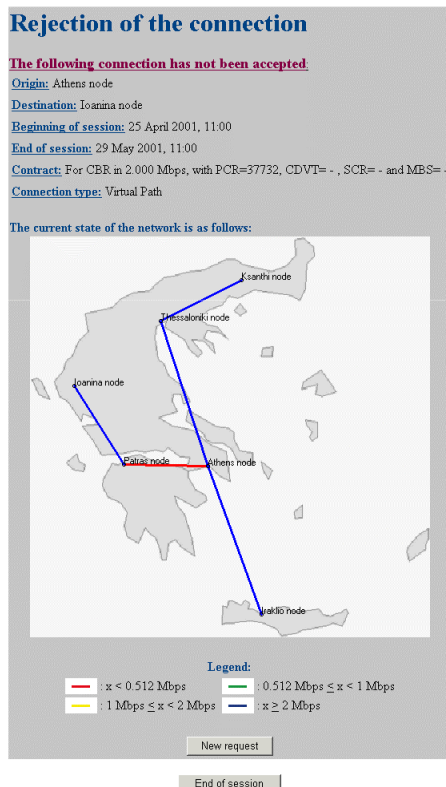 Rejection of the connection
The following connection has not been accepted:
Origin: Athens node
Destination: Ioanina node
Beginning of session: 25 April 2001, 11:00
End of session: 29 May 2001, 11:00
Contract: For CBR in 2.000 Mbps, with PCR=37732, CDVT= - , SCR= - and MBS= -
Connection type: Virtual Path
The current state of the network is as follows:
Ksanthi node
Thessaloniki node
Ioanina node
Patras node
Athens node
Iraklio node
Legend:
: x < 0.512 Mbps : 0.512 Mbps ≤ x < 1 Mbps
: 1 Mbps ≤ x < 2 Mbps : x ≥ 2 Mbps
New request
End of session